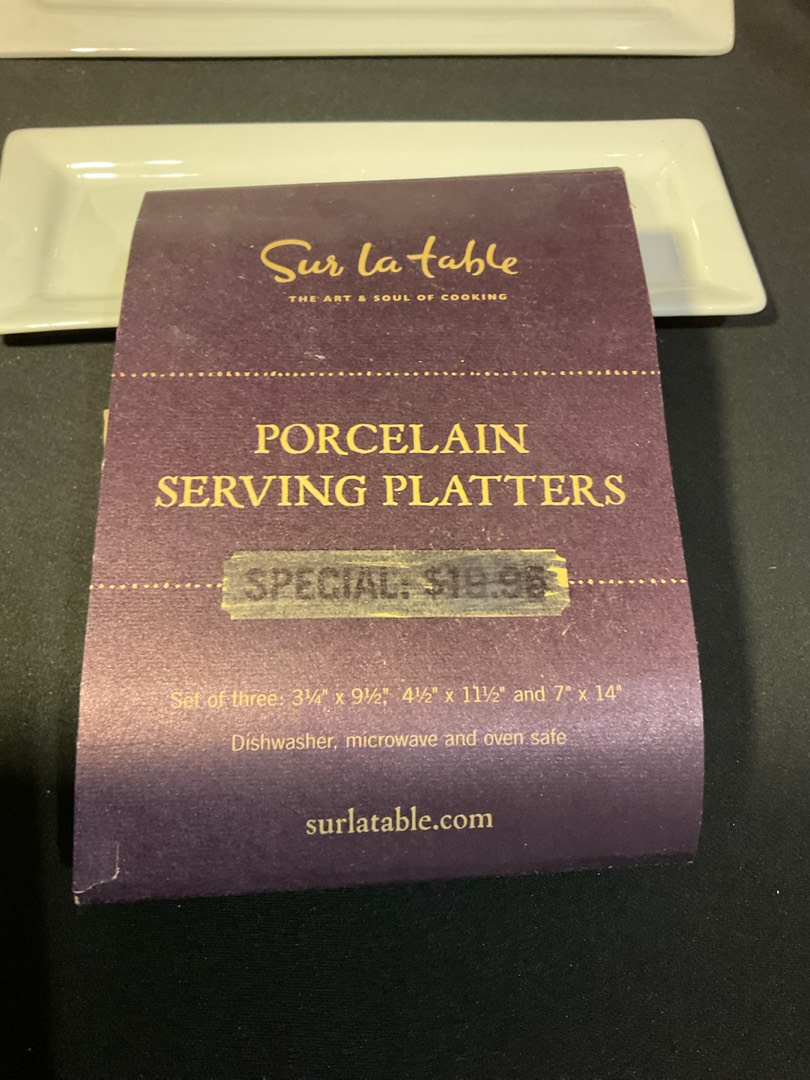 Sur la table
THE ART & SOUL OF COOKING
PORCELAIN
SERVING PLATTERS
SPECIAL: $19.95
Set of three: 3¼" x 9½", 4½" x 11½" and 7" x 14"
Dishwasher, microwave and oven safe
surlatable.com